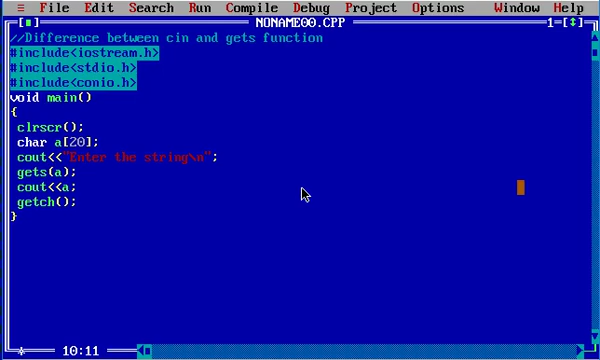 ≡ File Edit Search Run Compile Debug Project Options Window Help
[■] NONAME00.CPP 1=[↕]
//Difference between cin and gets function
#include<iostream.h>
#include<stdio.h>
#include<conio.h>
void main()
{
clrscr();
char a[20];
cout<<"Enter the string\n";
gets(a);
cout<<a;
getch();
}
* 10:11